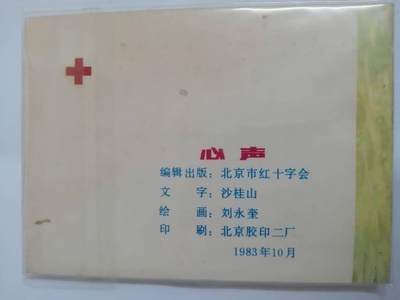 心声
编辑出版：北京市红十字会
文字：沙桂山
绘画：刘永奎
印刷：北京胶印二厂
1983年10月